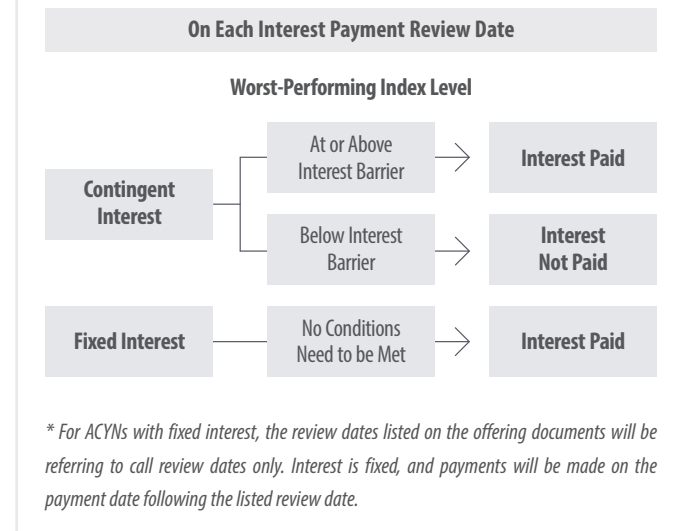 On Each Interest Payment Review Date
Worst-Performing Index Level
Contingent
Interest
At or Above
Interest Barrier
Interest Paid
Below Interest
Barrier
Interest
Not Paid
Fixed Interest
No Conditions
Need to be Met
Interest Paid
* For ACYNs with fixed interest, the review dates listed on the offering documents will be
referring to call review dates only. Interest is fixed, and payments will be made on the
payment date following the listed review date.